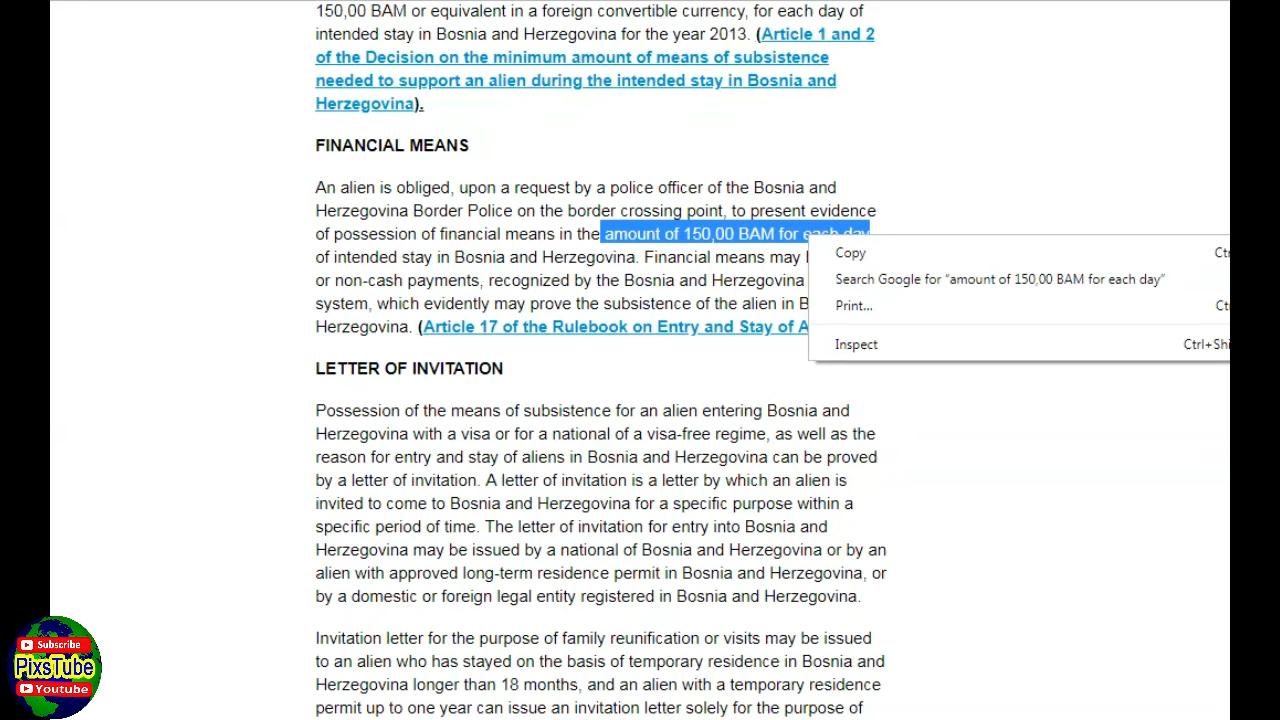 150,00 BAM or equivalent in a foreign convertible currency, for each day of
intended stay in Bosnia and Herzegovina for the year 2013. (Article 1 and 2
of the Decision on the minimum amount of means of subsistence
needed to support an alien during the intended stay in Bosnia and
Herzegovina).
FINANCIAL MEANS
An alien is obliged, upon a request by a police officer of the Bosnia and
Herzegovina Border Police on the border crossing point, to present evidence
of possession of financial means in the amount of 150,00 BAM for each day
of intended stay in Bosnia and Herzegovina. Financial means may
or non-cash payments, recognized by the Bosnia and Herzegovina
system, which evidently may prove the subsistence of the alien in B
Herzegovina. (Article 17 of the Rulebook on Entry and Stay of A
Copy Ctr
Search Google for “amount of 150,00 BAM for each day”
Print... Ct
Inspect Ctrl+Shi
LETTER OF INVITATION
Possession of the means of subsistence for an alien entering Bosnia and
Herzegovina with a visa or for a national of a visa-free regime, as well as the
reason for entry and stay of aliens in Bosnia and Herzegovina can be proved
by a letter of invitation. A letter of invitation is a letter by which an alien is
invited to come to Bosnia and Herzegovina for a specific purpose within a
specific period of time. The letter of invitation for entry into Bosnia and
Herzegovina may be issued by a national of Bosnia and Herzegovina or by an
alien with approved long-term residence permit in Bosnia and Herzegovina, or
by a domestic or foreign legal entity registered in Bosnia and Herzegovina.
Invitation letter for the purpose of family reunification or visits may be issued
to an alien who has stayed on the basis of temporary residence in Bosnia and
Herzegovina longer than 18 months, and an alien with a temporary residence
permit up to one year can issue an invitation letter solely for the purpose of
Subscribe
PixsTube
Youtube